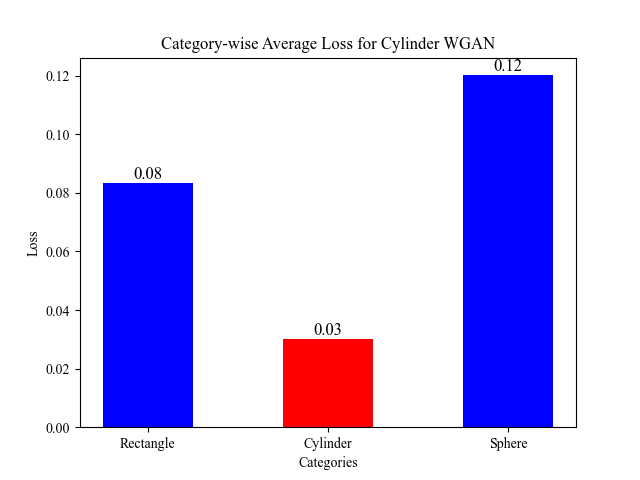 Category-wise Average Loss for Cylinder WGAN
0.12
0.12
0.10
0.08
0.08
0.06
0.04
0.03
0.02
0.00
Loss
Rectangle
Cylinder
Sphere
Categories